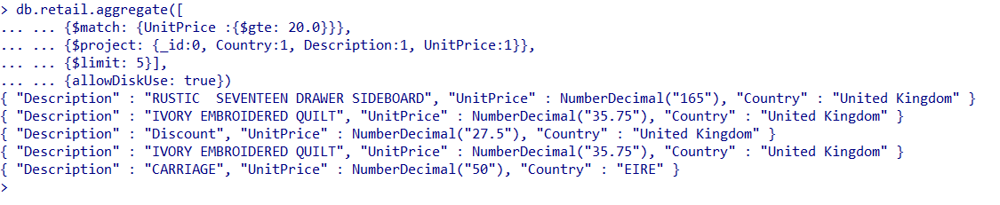 > db.retail.aggregate([
... ... {$match: {UnitPrice :{$gte: 20.0}}},
... ... {$project: {_id:0, Country:1, Description:1, UnitPrice:1}},
... ... {$limit: 5}],
... ... {allowDiskUse: true})
{ "Description" : "RUSTIC  SEVENTEEN DRAWER SIDEBOARD", "UnitPrice" : NumberDecimal("165"), "Country" : "United Kingdom" }
{ "Description" : "IVORY EMBROIDERED QUILT", "UnitPrice" : NumberDecimal("35.75"), "Country" : "United Kingdom" }
{ "Description" : "Discount", "UnitPrice" : NumberDecimal("27.5"), "Country" : "United Kingdom" }
{ "Description" : "IVORY EMBROIDERED QUILT", "UnitPrice" : NumberDecimal("35.75"), "Country" : "United Kingdom" }
{ "Description" : "CARRIAGE", "UnitPrice" : NumberDecimal("50"), "Country" : "EIRE" }
>